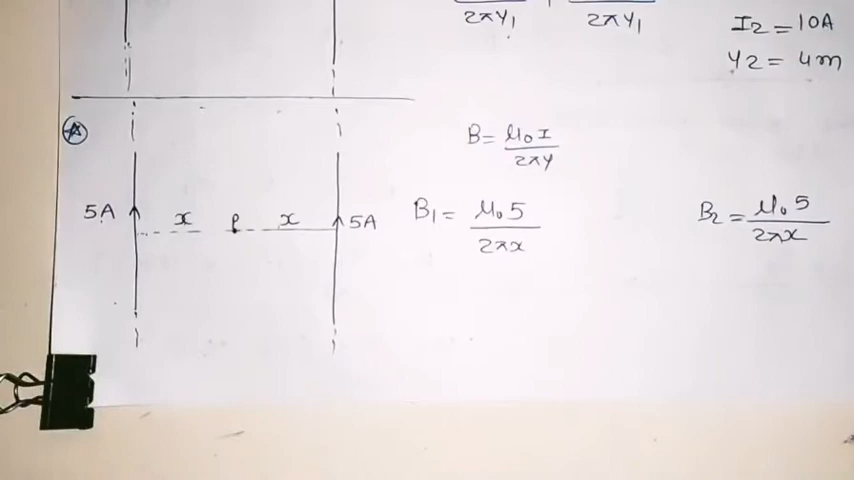 2πY₁ 2πY₁
I₂ = 10A
Y₂ = 4m
B = μ₀I / 2πY
5A x P x 5A
B₁ = μ₀5 / 2πx
B₂ = μ₀5 / 2πx